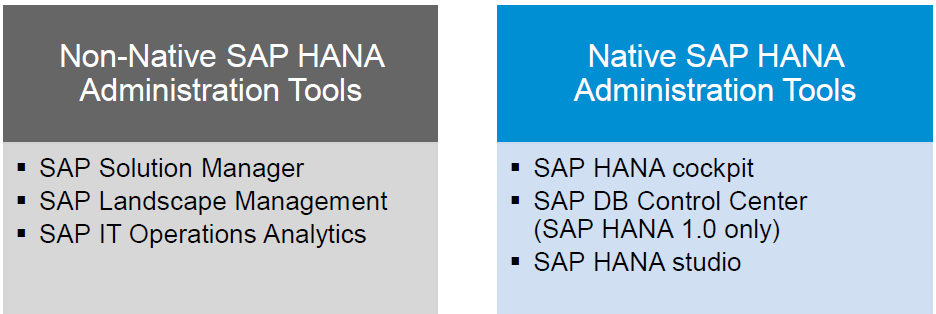 Non-Native SAP HANA
Administration Tools
▪ SAP Solution Manager
▪ SAP Landscape Management
▪ SAP IT Operations Analytics
Native SAP HANA
Administration Tools
▪ SAP HANA cockpit
▪ SAP DB Control Center
(SAP HANA 1.0 only)
▪ SAP HANA studio